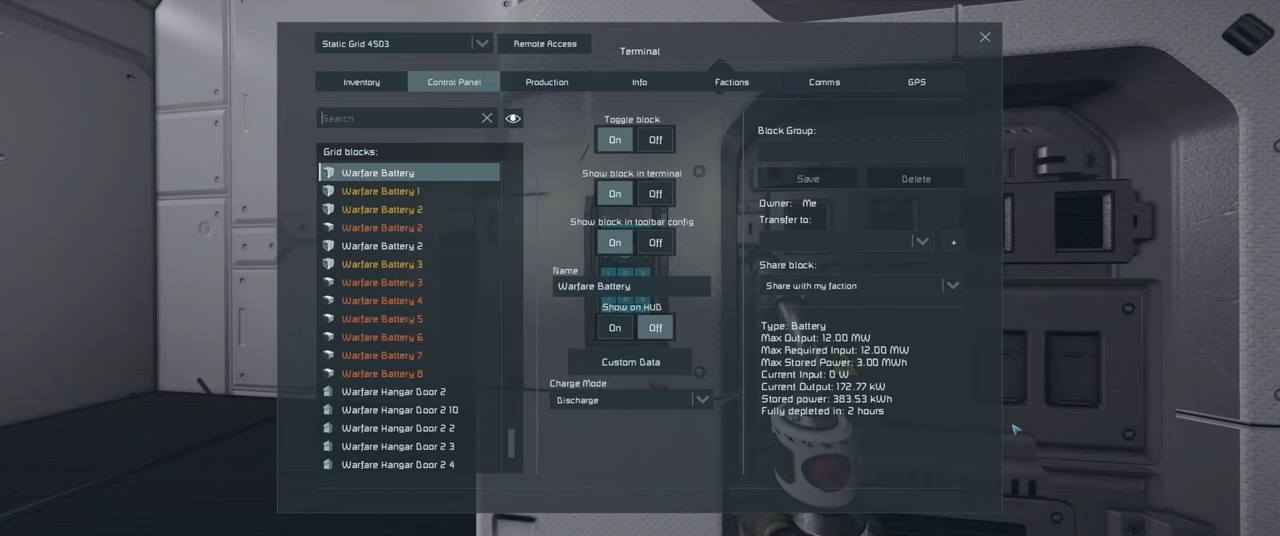 Static Grid 4503
Remote Access
Terminal
Inventory
Control Panel
Production
Info
Factions
Comms
GPS
Search
Grid blocks:
Warfare Battery
Warfare Battery 1
Warfare Battery 2
Warfare Battery 2
Warfare Battery 2
Warfare Battery 3
Warfare Battery 3
Warfare Battery 4
Warfare Battery 5
Warfare Battery 6
Warfare Battery 7
Warfare Battery 8
Warfare Hangar Door 2
Warfare Hangar Door 2 10
Warfare Hangar Door 2 2
Warfare Hangar Door 2 3
Warfare Hangar Door 2 4
Toggle block
On
Off
Show block in terminal
On
Off
Show block in toolbar config
On
Off
Name
Warfare Battery
Show on HUD
On
Off
Custom Data
Charge Mode
Discharge
Block Group:
Save
Delete
Owner: Me
Transfer to:
+
Share block:
Share with my faction
Type: Battery
Max Output: 12.00 MW
Max Required Input: 12.00 MW
Max Stored Power: 3.00 MWh
Current Input: 0 W
Current Output: 172.77 kW
Stored power: 383.53 kWh
Fully depleted in: 2 hours